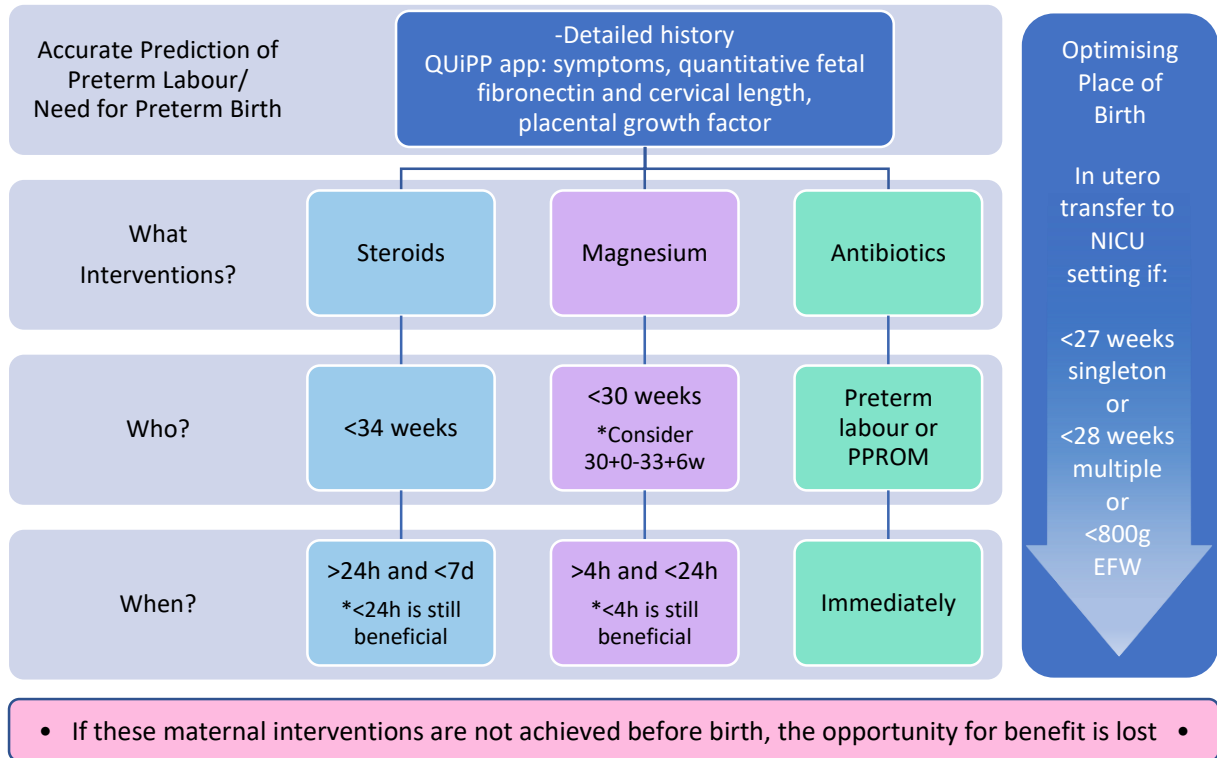 Accurate Prediction of
Preterm Labour/
Need for Preterm Birth
-Detailed history
QUiPP app: symptoms, quantitative fetal
fibronectin and cervical length,
placental growth factor
What
Interventions?
Steroids
Magnesium
Antibiotics
Who?
<34 weeks
<30 weeks
*Consider
30+0-33+6w
Preterm
labour or
PPROM
When?
>24h and <7d
*<24h is still
beneficial
>4h and <24h
*<4h is still
beneficial
Immediately
Optimising
Place of
Birth
In utero
transfer to
NICU
setting if:
<27 weeks
singleton
or
<28 weeks
multiple
or
<800g
EFW
• If these maternal interventions are not achieved before birth, the opportunity for benefit is lost •